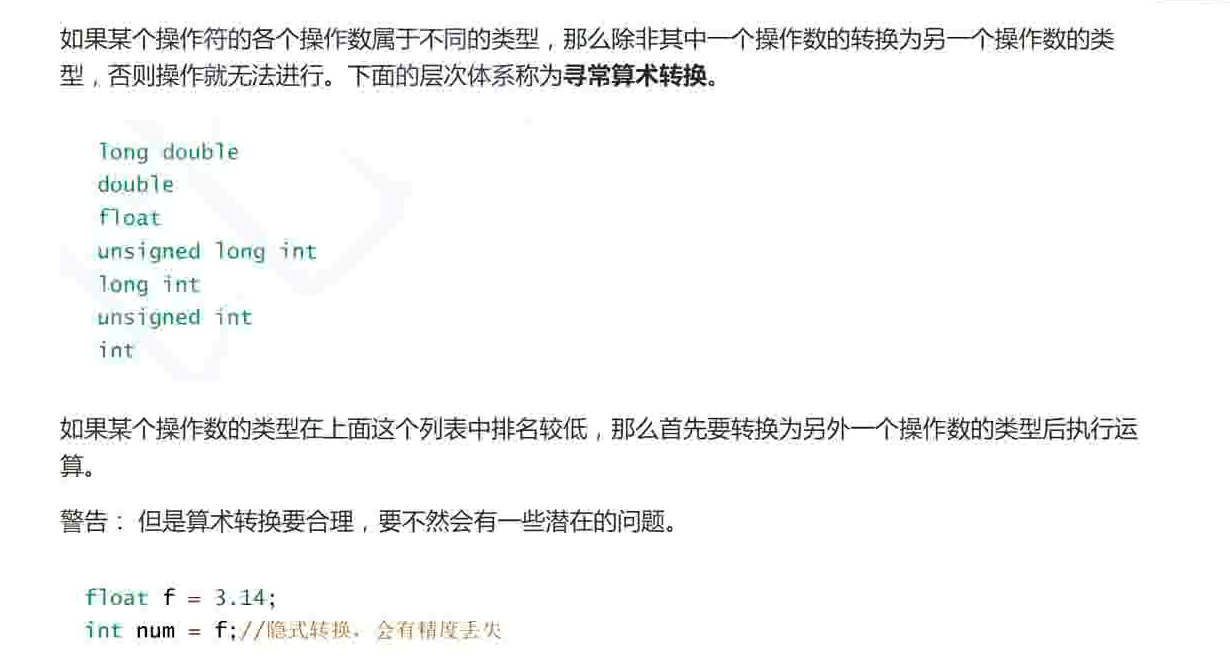 如果某个操作符的各个操作数属于不同的类型，那么除非其中一个操作数的转换为另一个操作数的类
型，否则操作就无法进行。下面的层次体系称为寻常算术转换。
long double
double
float
unsigned long int
long int
unsigned int
int
如果某个操作数的类型在上面这个列表中排名较低，那么首先要转换为另外一个操作数的类型后执行运
算。
警告： 但是算术转换要合理，要不然会有一些潜在的问题。
float f = 3.14;
int num = f;//隐式转换，会有精度丢失